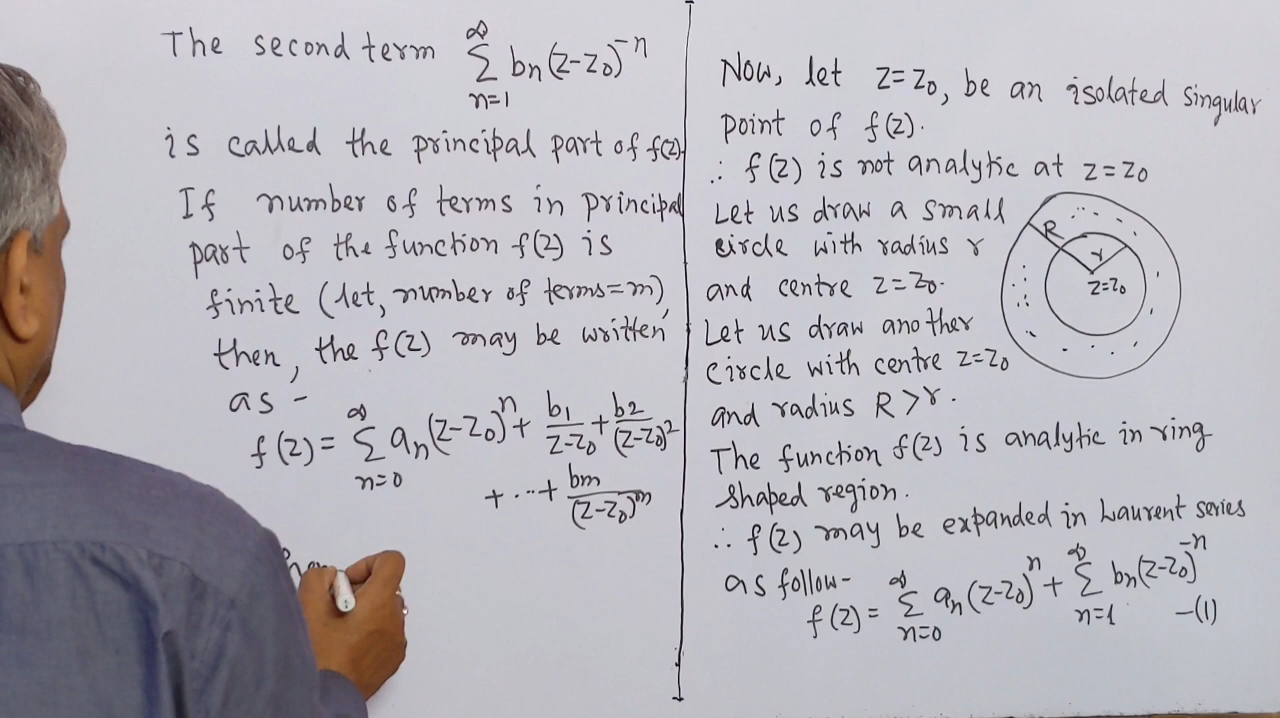 The second term ∞ Σ n=1 bn(z-z0)^-n
is called the principal part of f(z).
If number of terms in principal
part of the function f(z) is
finite (let, number of terms=m)
then, the f(z) may be written
as -
f(z) = ∞ Σ n=0 an(z-z0)^n + b1/(z-z0) + b2/(z-z0)^2
+ ... + bm/(z-z0)^m
Now, let z=z0, be an isolated singular
point of f(z).
∴ f(z) is not analytic at z=z0
Let us draw a small
circle with radius r
and centre z=z0.
Let us draw another
circle with centre z=z0
and radius R>r.
The function f(z) is analytic in ring
shaped region.
∴ f(z) may be expanded in Laurent series
as follow-
f(z) = ∞ Σ n=0 an(z-z0)^n + ∞ Σ n=1 bn(z-z0)^-n -(1)
R
r
z=z0